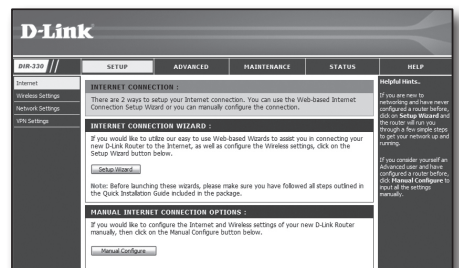 D-Link
DIR-330
SETUP
ADVANCED
MAINTENANCE
STATUS
HELP
Internet
Wireless Settings
Network Settings
VPN Settings
INTERNET CONNECTION :
There are 2 ways to setup your Internet connection. You can use the Web-based Internet
Connection Setup Wizard or you can manually configure the connection.
INTERNET CONNECTION WIZARD :
If you would like to utilize our easy to use Web-based Wizards to assist you in connecting your
new D-Link Router to the Internet, as well as configure the Wireless settings, click on the
Setup Wizard button below.
Setup Wizard
Note: Before launching these wizards, please make sure you have followed all steps outlined in
the Quick Installation Guide included in the package.
MANUAL INTERNET CONNECTION OPTIONS :
If you would like to configure the Internet and Wireless settings of your new D-Link Router
manually, then click on the Manual Configure button below.
Manual Configure
Helpful Hints..
If you are new to
networking and have never
configured a router before,
click on Setup Wizard and
the router will run you
through a few simple steps
to get your network up and
running.
If you consider yourself an
Advanced user and have
configured a router before,
click Manual Configure to
input all the settings
manually.